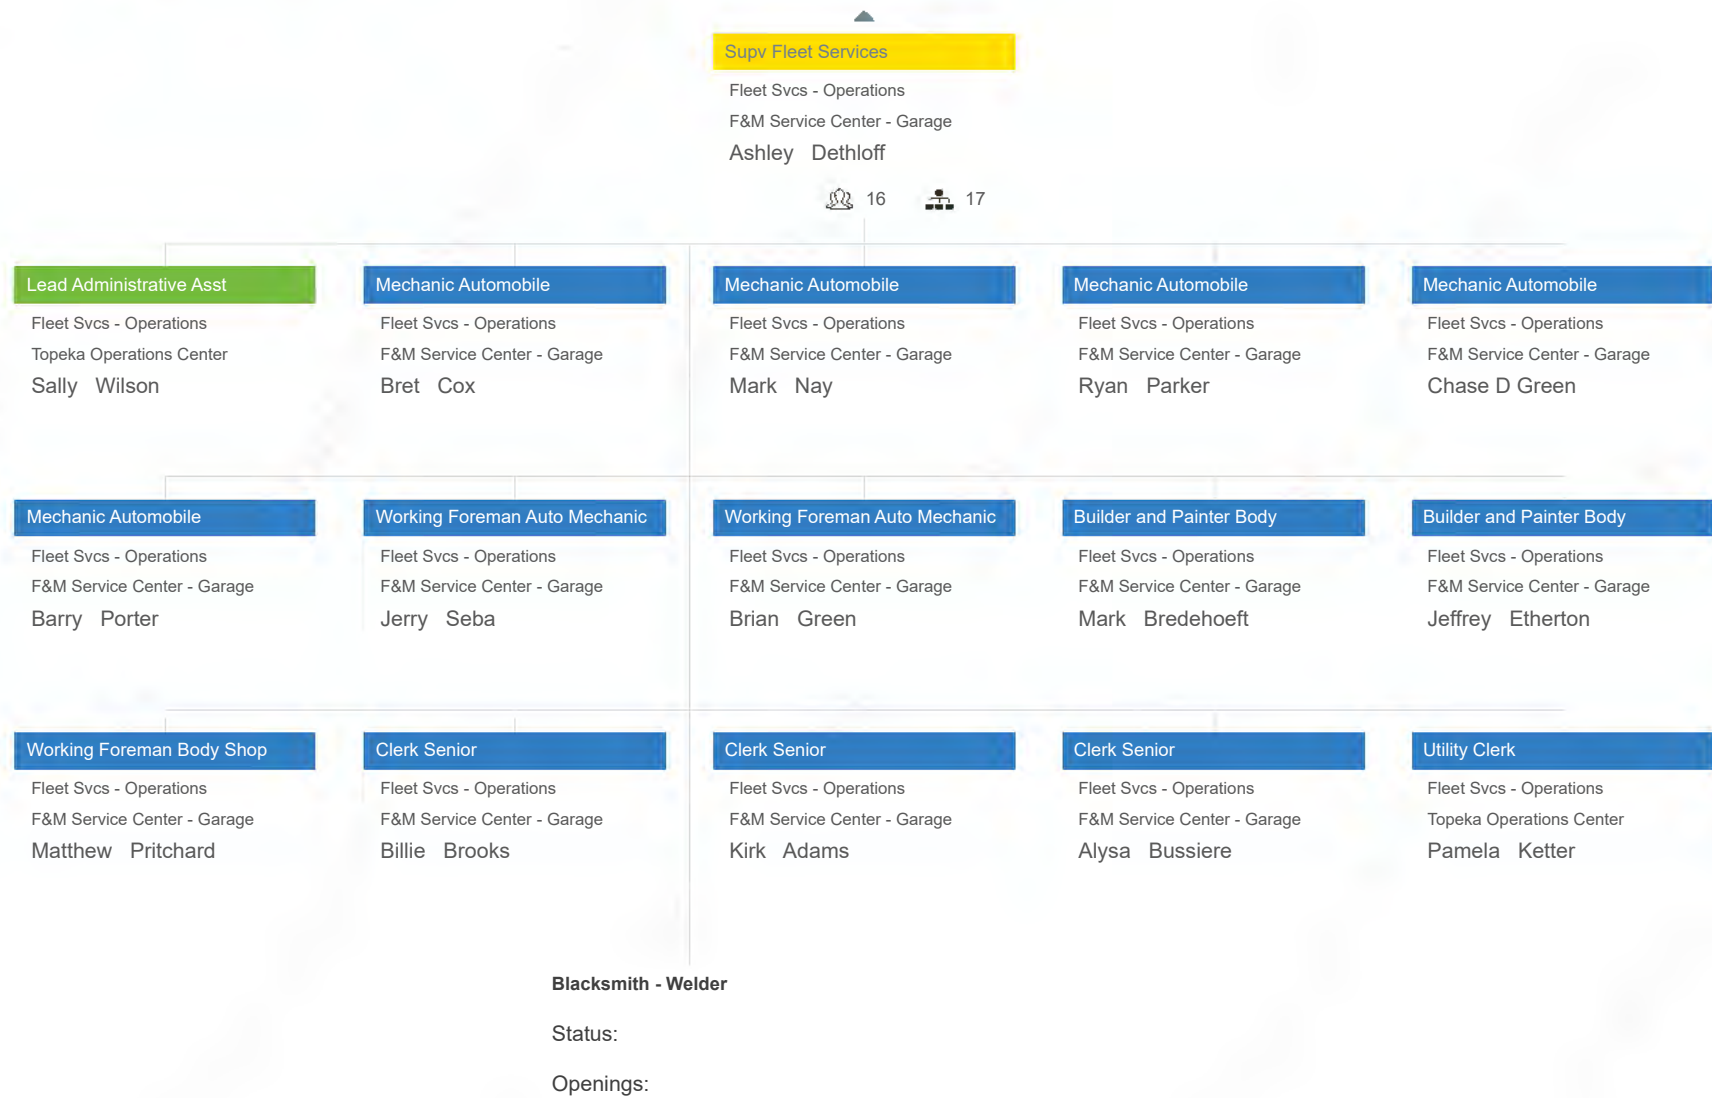 Supv Fleet Services
Fleet Svcs - Operations
F&M Service Center - Garage
Ashley Dethloff
16 17
Lead Administrative Asst
Fleet Svcs - Operations
Topeka Operations Center
Sally Wilson
Mechanic Automobile
Fleet Svcs - Operations
F&M Service Center - Garage
Bret Cox
Mechanic Automobile
Fleet Svcs - Operations
F&M Service Center - Garage
Mark Nay
Mechanic Automobile
Fleet Svcs - Operations
F&M Service Center - Garage
Ryan Parker
Mechanic Automobile
Fleet Svcs - Operations
F&M Service Center - Garage
Chase D Green
Mechanic Automobile
Fleet Svcs - Operations
F&M Service Center - Garage
Barry Porter
Working Foreman Auto Mechanic
Fleet Svcs - Operations
F&M Service Center - Garage
Jerry Seba
Working Foreman Auto Mechanic
Fleet Svcs - Operations
F&M Service Center - Garage
Brian Green
Builder and Painter Body
Fleet Svcs - Operations
F&M Service Center - Garage
Mark Bredehoeft
Builder and Painter Body
Fleet Svcs - Operations
F&M Service Center - Garage
Jeffrey Etherton
Working Foreman Body Shop
Fleet Svcs - Operations
F&M Service Center - Garage
Matthew Pritchard
Clerk Senior
Fleet Svcs - Operations
F&M Service Center - Garage
Billie Brooks
Clerk Senior
Fleet Svcs - Operations
F&M Service Center - Garage
Kirk Adams
Clerk Senior
Fleet Svcs - Operations
F&M Service Center - Garage
Alysa Bussiere
Utility Clerk
Fleet Svcs - Operations
Topeka Operations Center
Pamela Ketter
Blacksmith - Welder
Status:
Openings: